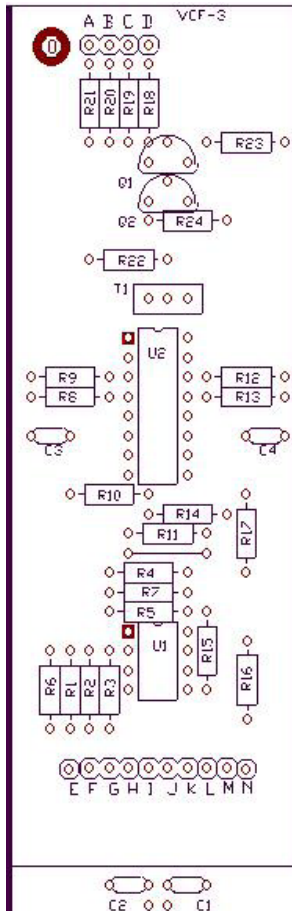 VCF-3
A B C D
R21 R20 R19 R18
R23
Q1
Q2
R24
R22
T1
U2
R9
R12
R8
R13
C3
C4
R10
R14
R17
R11
R4
R7
R5
U1
R15
R6 R1 R2 R3
R16
E F G H I J K L M N
C2
C1